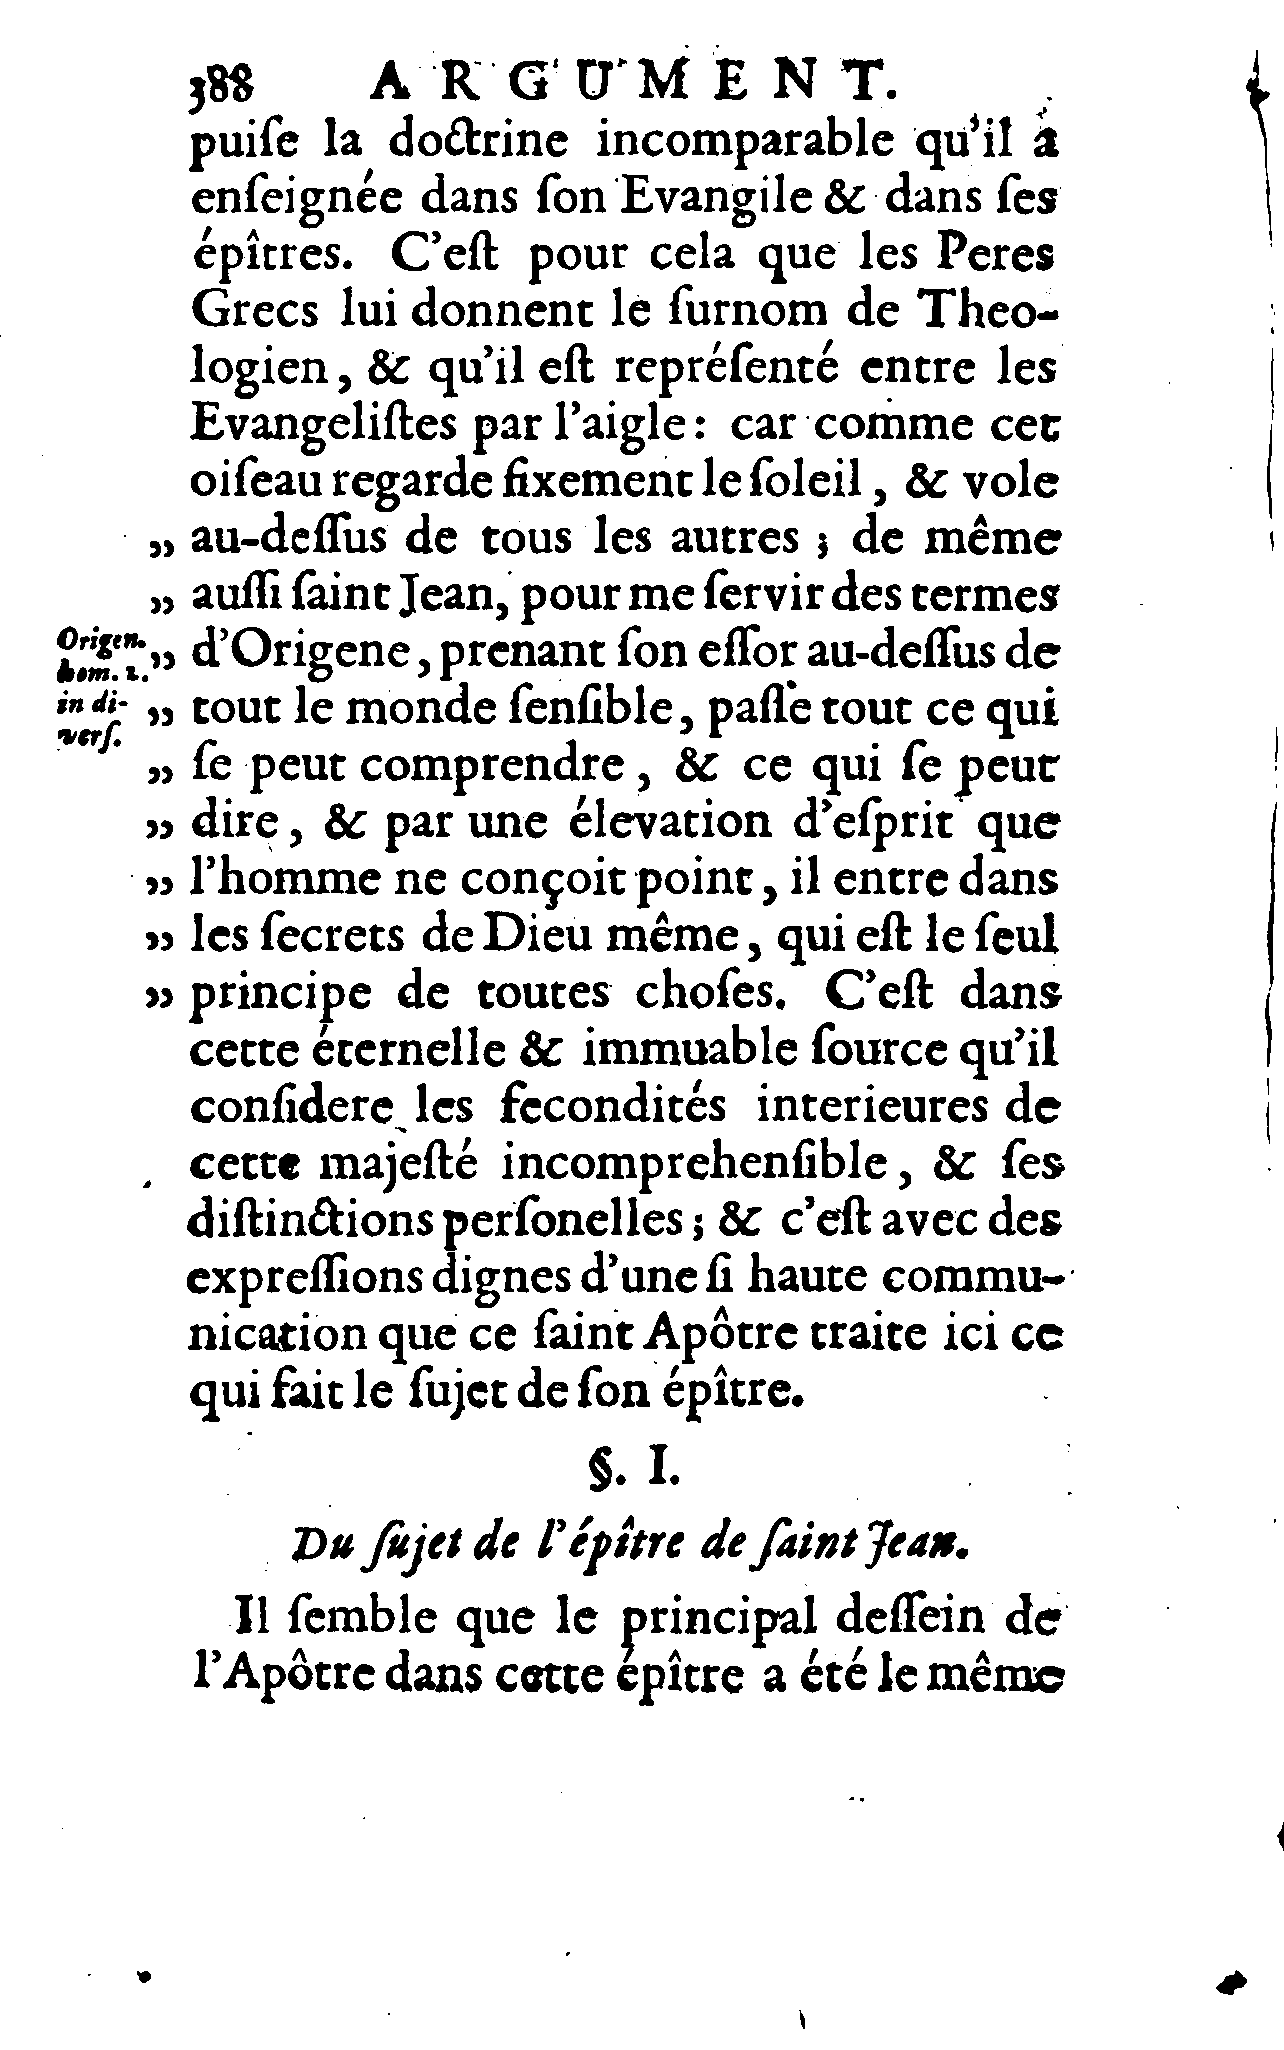 388 ARGUMENT.
puiſe la doctrine incomparable qu'il a
enſeignée dans ſon Evangile & dans ſes
épîtres. C'eſt pour cela que les Peres
Grecs lui donnent le ſurnom de Theo-
logien, & qu'il eſt repréſenté entre les
Evangeliſtes par l'aigle: car comme cet
oiſeau regarde fixement le ſoleil, & vole
„ au-deſſus de tous les autres; de même
„ auſſi ſaint Jean, pour me ſervir des termes
Origen. „ d'Origene, prenant ſon eſſor au-deſſus de
hom. 2.
in di- „ tout le monde ſenſible, paſſe tout ce qui
verſ.
„ ſe peut comprendre, & ce qui ſe peut
„ dire, & par une élevation d'eſprit que
„ l'homme ne conçoit point, il entre dans
„ les ſecrets de Dieu même, qui eſt le ſeul
„ principe de toutes choſes. C'eſt dans
cette éternelle & immuable ſource qu'il
conſidere les fecondités interieures de
cette majeſté incomprehenſible, & ſes
diſtinctions perſonelles; & c'eſt avec des
expreſſions dignes d'une ſi haute commu-
nication que ce ſaint Apôtre traite ici ce
qui fait le ſujet de ſon épître.
§. I.
Du ſujet de l'épître de ſaint Jean.
Il ſemble que le principal deſſein de
l'Apôtre dans cette épître a été le même